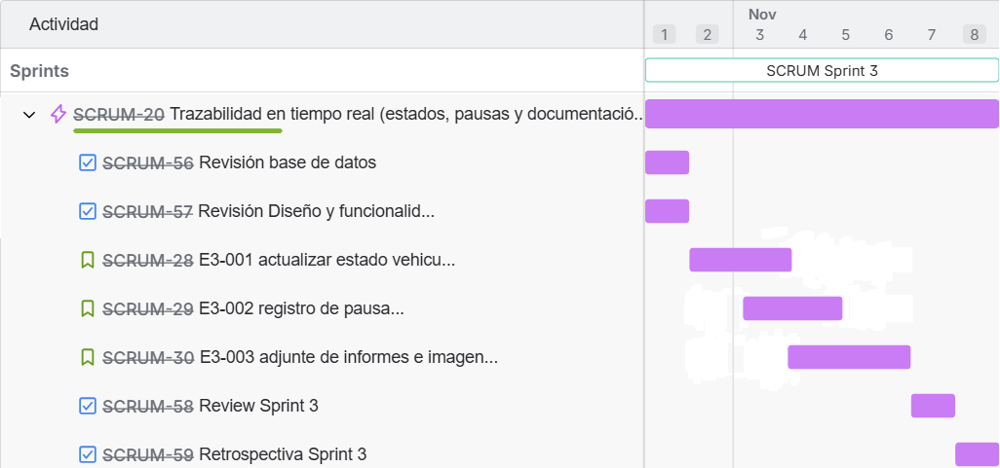 Actividad
Nov
1 2 3 4 5 6 7 8
Sprints
SCRUM Sprint 3
SCRUM-20 Trazabilidad en tiempo real (estados, pausas y documentació...
SCRUM-56 Revisión base de datos
SCRUM-57 Revisión Diseño y funcionalid...
SCRUM-28 E3-001 actualizar estado vehicu...
SCRUM-29 E3-002 registro de pausa...
SCRUM-30 E3-003 adjunte de informes e imagen...
SCRUM-58 Review Sprint 3
SCRUM-59 Retrospectiva Sprint 3